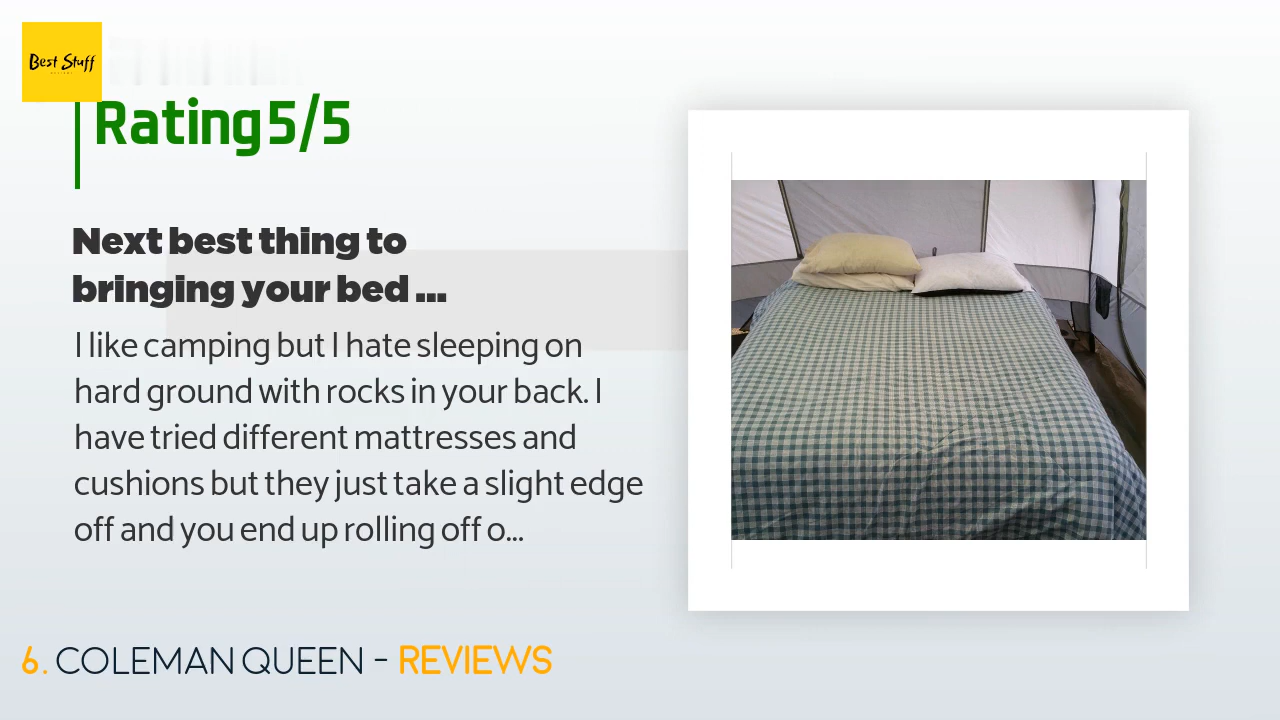 Best Stuff
Rating 5/5
Next best thing to
bringing your bed ...
I like camping but I hate sleeping on
hard ground with rocks in your back. I
have tried different mattresses and
cushions but they just take a slight edge
off and you end up rolling off o...
6. COLEMAN QUEEN - REVIEWS